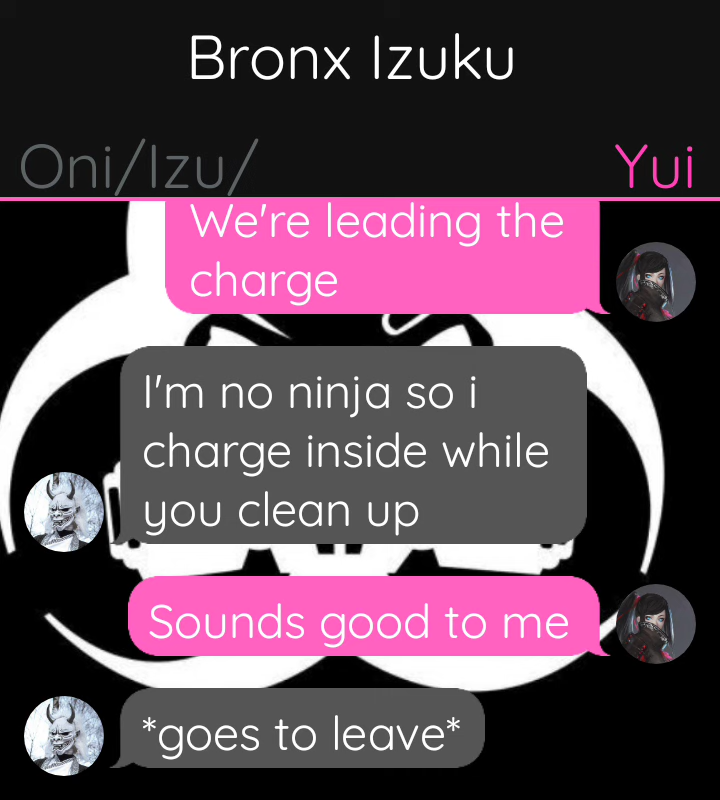 Bronx Izuku
Oni/Izu/
Yui
We're leading the
charge
I'm no ninja so i
charge inside while
you clean up
Sounds good to me
*goes to leave*